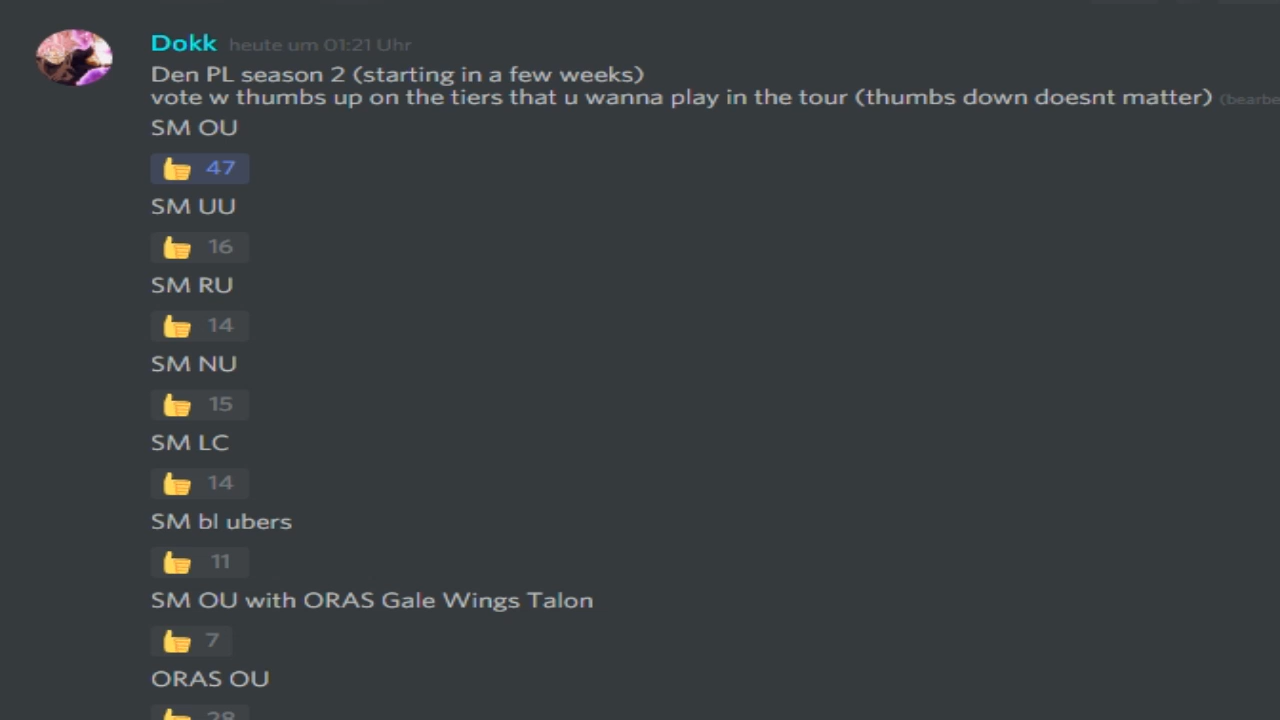 Dokk heute um 01:21 Uhr
Den PL season 2 (starting in a few weeks)
vote w thumbs up on the tiers that u wanna play in the tour (thumbs down doesnt matter) (bearbe
SM OU
47
SM UU
16
SM RU
14
SM NU
15
SM LC
14
SM bl ubers
11
SM OU with ORAS Gale Wings Talon
7
ORAS OU
28